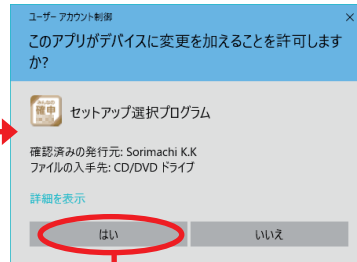 ユーザー アカウント制御
このアプリがデバイスに変更を加えることを許可します
か?
セットアップ選択プログラム
確認済みの発行元: Sorimachi K.K
ファイルの入手先: CD/DVD ドライブ
詳細を表示
はい
いいえ